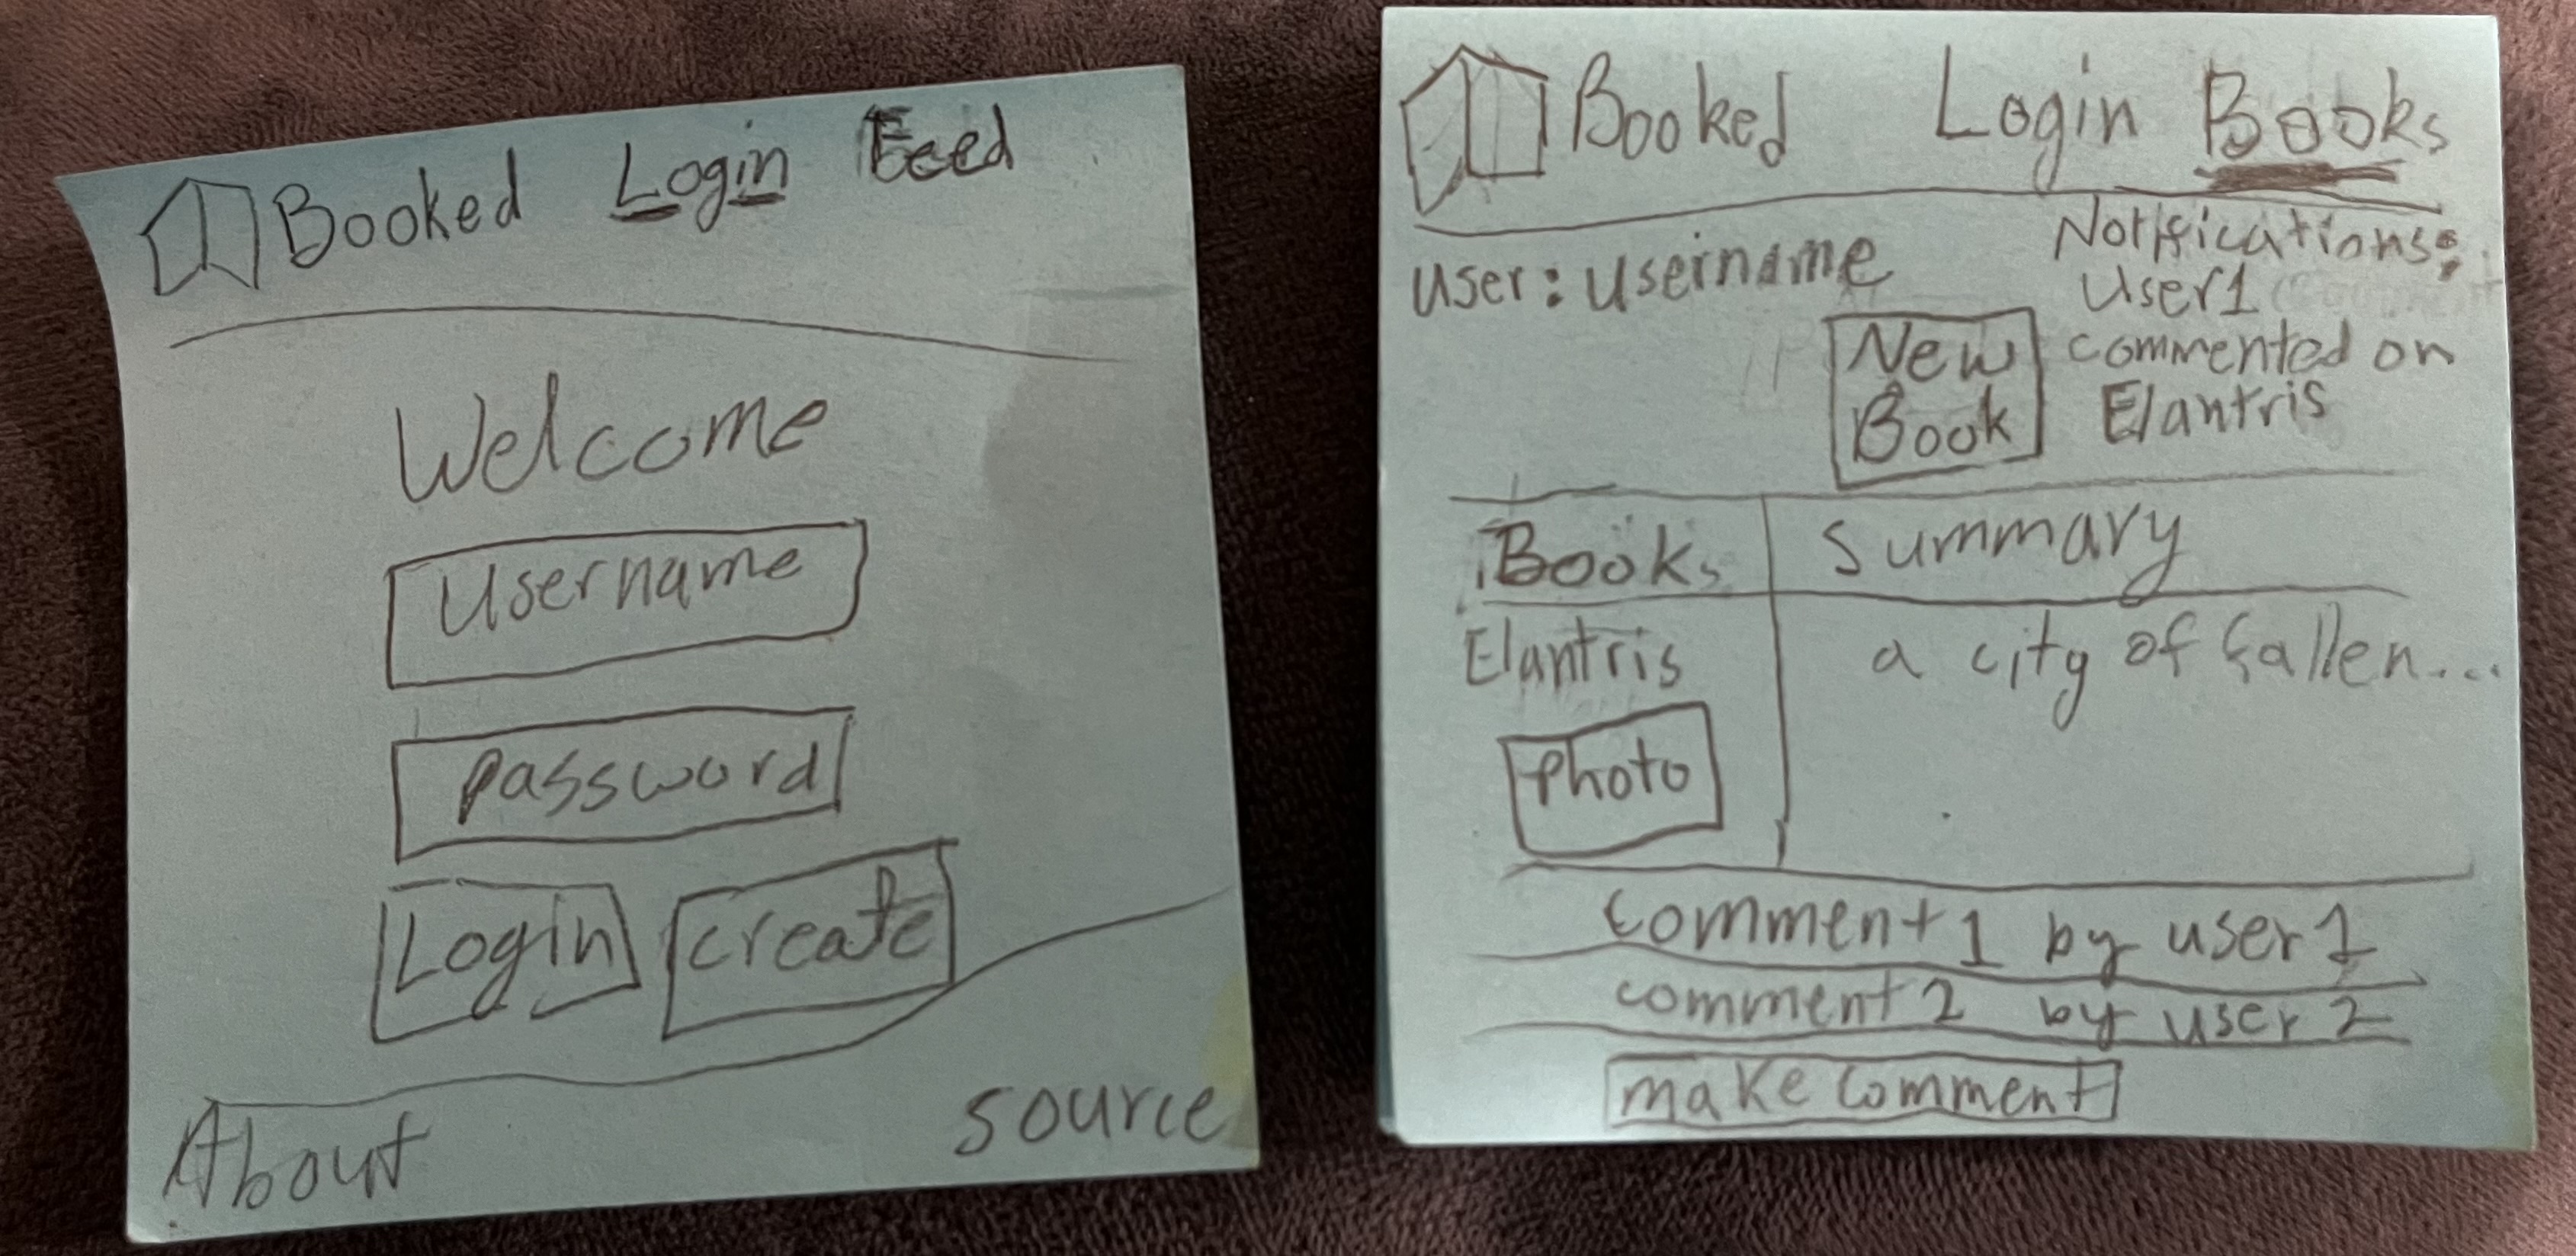 Booked Login Feed
Welcome
Username
password
Login create
About source
Booked Login Books
user: username
Notifications:
User1
commented on
Elantris
New
Book
Books summary
Elantris a city of fallen...
photo
comment 1 by user 1
comment 2 by user 2
make comment